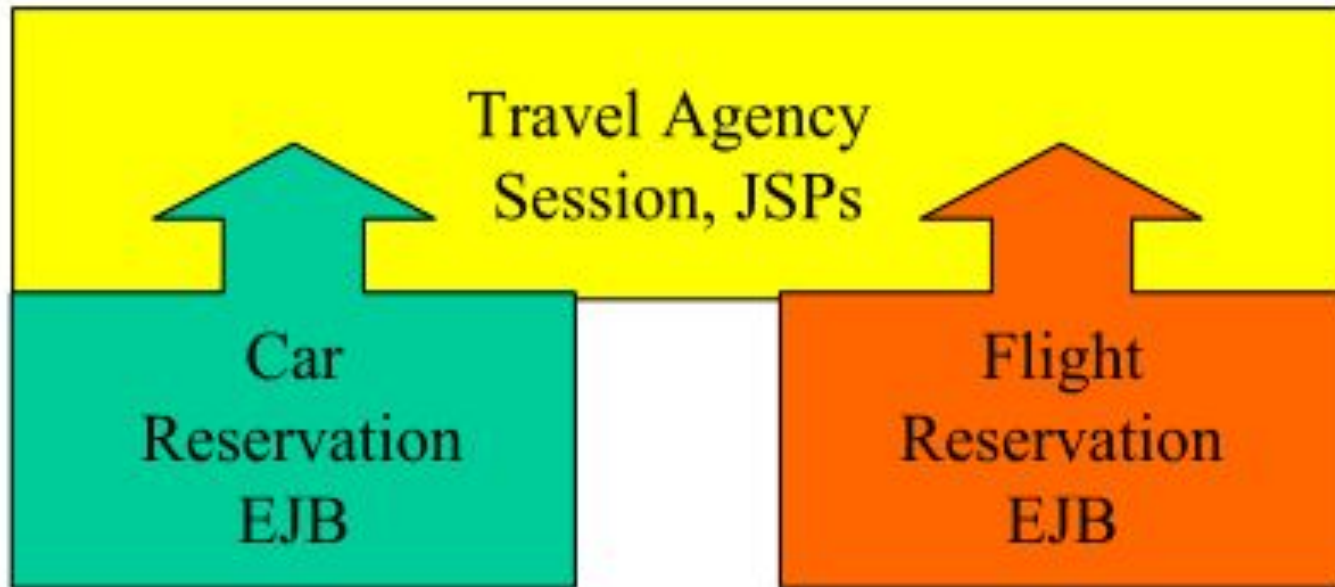 Travel Agency
Session, JSPs
Car
Reservation
EJB
Flight
Reservation
EJB